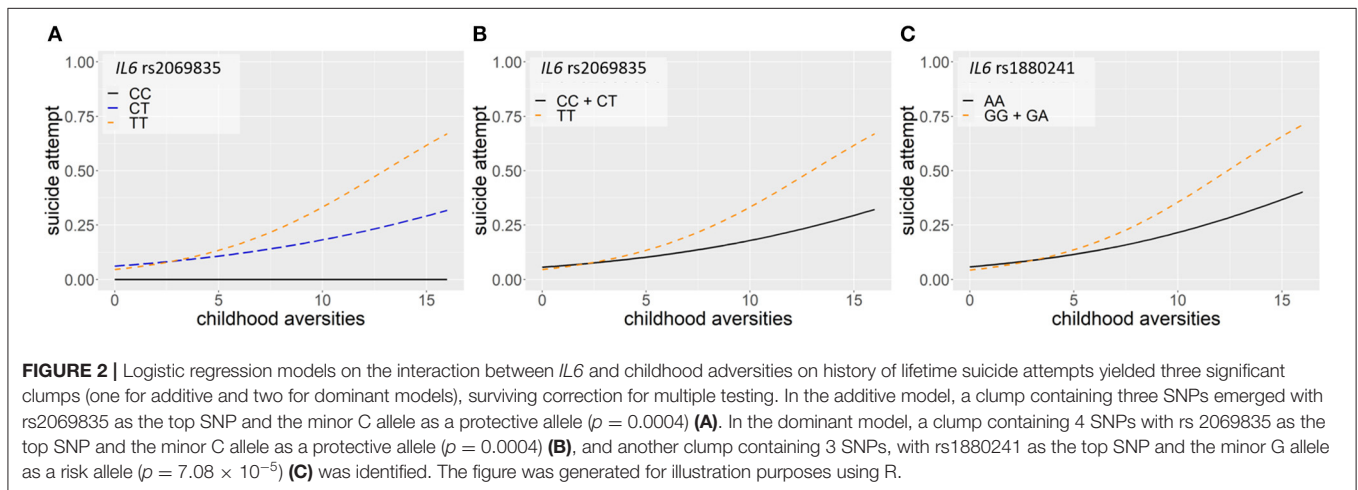 A
IL6 rs2069835
CC
CT
TT
1.00
0.75
0.50
0.25
0.00
suicide attempt
0 5 10 15
childhood aversities
B
IL6 rs2069835
CC + CT
TT
1.00
0.75
0.50
0.25
0.00
suicide attempt
0 5 10 15
childhood aversities
C
IL6 rs1880241
AA
GG + GA
1.00
0.75
0.50
0.25
0.00
suicide attempt
0 5 10 15
childhood aversities
FIGURE 2 | Logistic regression models on the interaction between IL6 and childhood adversities on history of lifetime suicide attempts yielded three significant
clumps (one for additive and two for dominant models), surviving correction for multiple testing. In the additive model, a clump containing three SNPs emerged with
rs2069835 as the top SNP and the minor C allele as a protective allele (p = 0.0004) (A). In the dominant model, a clump containing 4 SNPs with rs 2069835 as the
top SNP and the minor C allele as a protective allele (p = 0.0004) (B), and another clump containing 3 SNPs, with rs1880241 as the top SNP and the minor G allele
as a risk allele (p = 7.08 × 10⁻⁵) (C) was identified. The figure was generated for illustration purposes using R.